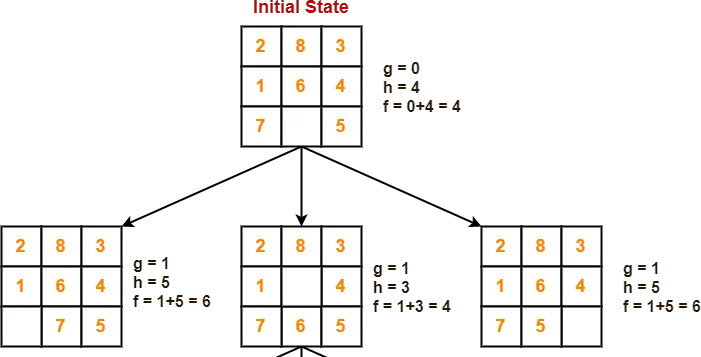 Initial State
2 8 3
1 6 4
7 5
g = 0
h = 4
f = 0+4 = 4
2 8 3
1 6 4
7 5
g = 1
h = 5
f = 1+5 = 6
2 8 3
1 4
7 6 5
g = 1
h = 3
f = 1+3 = 4
2 8 3
1 6 4
7 5
g = 1
h = 5
f = 1+5 = 6